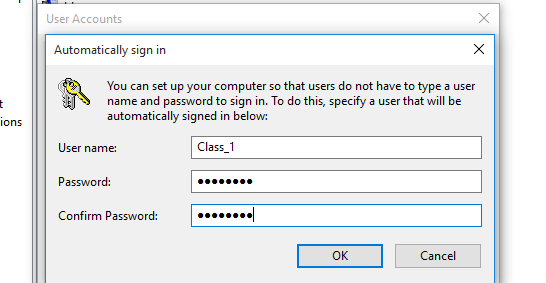 User Accounts
Automatically sign in
You can set up your computer so that users do not have to type a user
name and password to sign in. To do this, specify a user that will be
automatically signed in below:
User name:
Class_1
Password:
●●●●●●●●
Confirm Password:
●●●●●●●●
OK
Cancel
ions